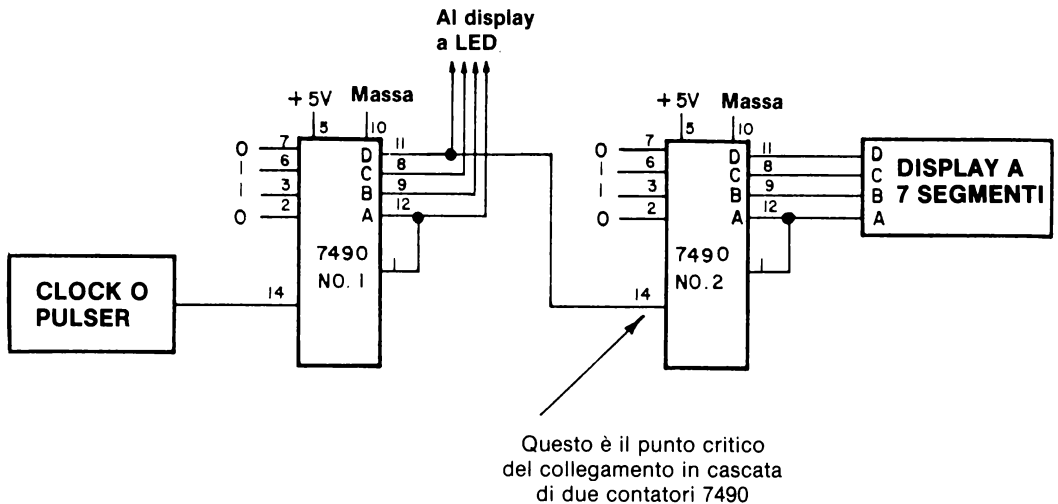 Al display
a LED
+5V Massa
5 10
0 7
1 6
1 3
0 2
D 11
C 8
B 9
A 12
7490
NO. 1
1
14
CLOCK O
PULSER
+5V Massa
5 10
0 7
1 6
1 3
0 2
D 11
C 8
B 9
A 12
7490
NO. 2
1
14
D
C
B
A
DISPLAY A
7 SEGMENTI
Questo è il punto critico
del collegamento in cascata
di due contatori 7490